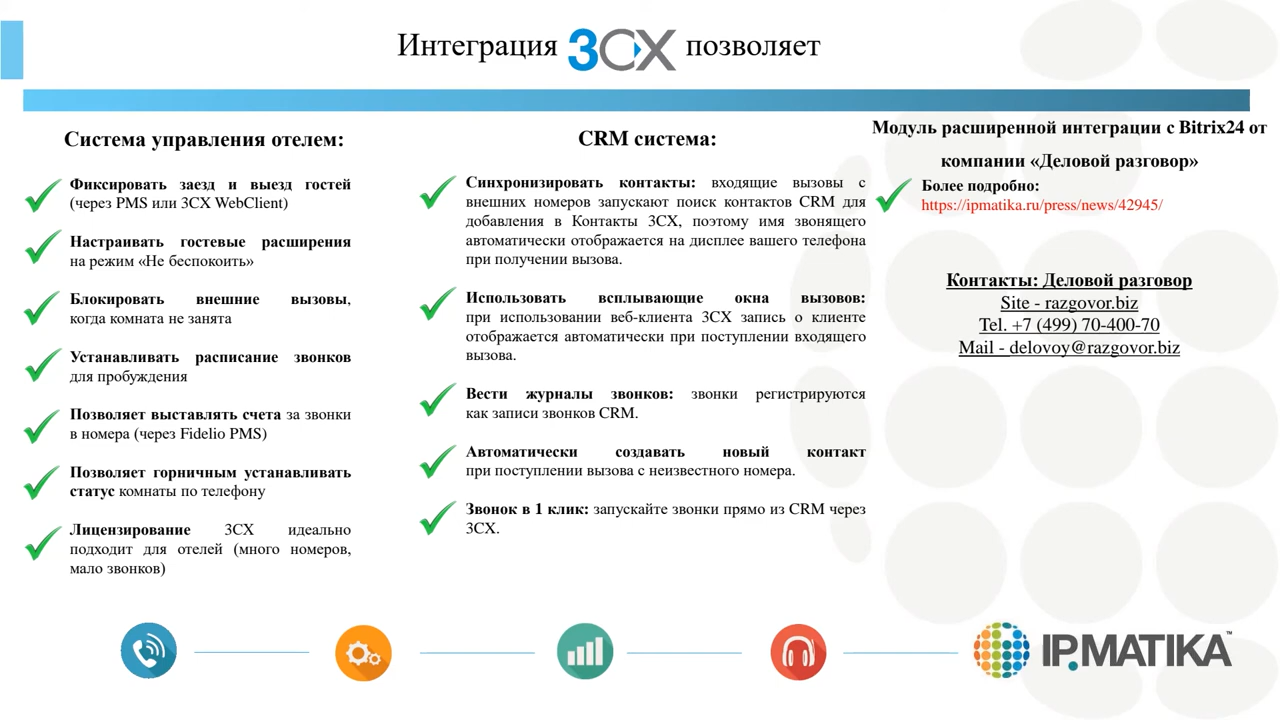 Интеграция 3CX позволяет
Система управления отелем:
Фиксировать заезд и выезд гостей
(через PMS или 3CX WebClient)
Настраивать гостевые расширения
на режим «Не беспокоить»
Блокировать внешние вызовы,
когда комната не занята
Устанавливать расписание звонков
для пробуждения
Позволяет выставлять счета за звонки
в номера (через Fidelio PMS)
Позволяет горничным устанавливать
статус комнаты по телефону
Лицензирование 3CX идеально
подходит для отелей (много номеров,
мало звонков)
CRM система:
Синхронизировать контакты: входящие вызовы с
внешних номеров запускают поиск контактов CRM для
добавления в Контакты 3CX, поэтому имя звонящего
автоматически отображается на дисплее вашего телефона
при получении вызова.
Использовать всплывающие окна вызовов:
при использовании веб-клиента 3CX запись о клиенте
отображается автоматически при поступлении входящего
вызова.
Вести журналы звонков: звонки регистрируются
как записи звонков CRM.
Автоматически создавать новый контакт
при поступлении вызова с неизвестного номера.
Звонок в 1 клик: запускайте звонки прямо из CRM через
3CX.
Модуль расширенной интеграции с Bitrix24 от
компании «Деловой разговор»
Более подробно:
https://ipmatika.ru/press/news/42945/
Контакты: Деловой разговор
Site - razgovor.biz
Tel. +7 (499) 70-400-70
Mail - delovoy@razgovor.biz
IP.MATIKA™